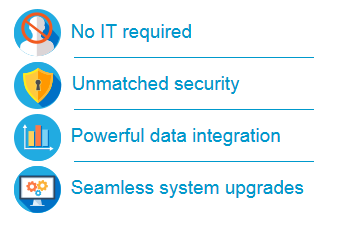 No IT required
Unmatched security
Powerful data integration
Seamless system upgrades